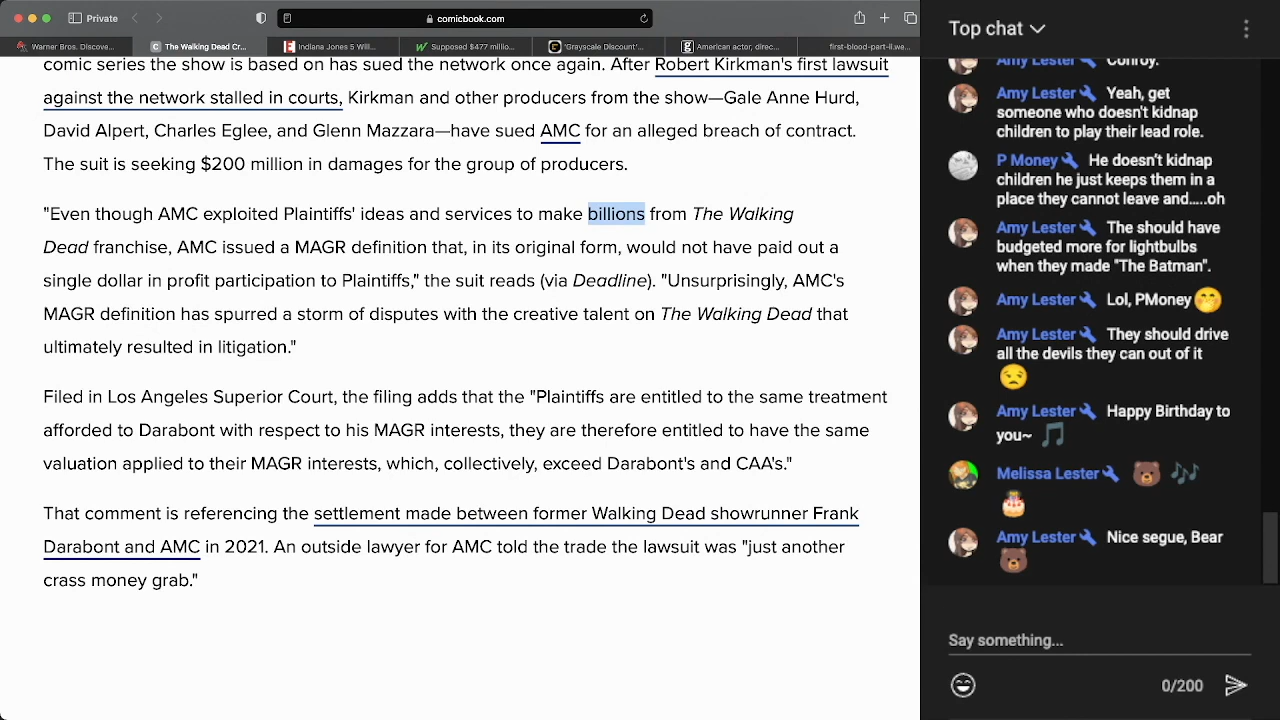 Private
comicbook.com
Warner Bros. Discove...
The Walking Dead Cr...
Indiana Jones 5 Will...
Supposed $477 millio...
'Grayscale Discount'...
American actor, direc...
first-blood-part-ii.we...
comic series the show is based on has sued the network once again. After Robert Kirkman's first lawsuit
against the network stalled in courts, Kirkman and other producers from the show—Gale Anne Hurd,
David Alpert, Charles Eglee, and Glenn Mazzara—have sued AMC for an alleged breach of contract.
The suit is seeking $200 million in damages for the group of producers.
"Even though AMC exploited Plaintiffs' ideas and services to make billions from The Walking
Dead franchise, AMC issued a MAGR definition that, in its original form, would not have paid out a
single dollar in profit participation to Plaintiffs," the suit reads (via Deadline). "Unsurprisingly, AMC's
MAGR definition has spurred a storm of disputes with the creative talent on The Walking Dead that
ultimately resulted in litigation."
Filed in Los Angeles Superior Court, the filing adds that the "Plaintiffs are entitled to the same treatment
afforded to Darabont with respect to his MAGR interests, they are therefore entitled to have the same
valuation applied to their MAGR interests, which, collectively, exceed Darabont's and CAA's."
That comment is referencing the settlement made between former Walking Dead showrunner Frank
Darabont and AMC in 2021. An outside lawyer for AMC told the trade the lawsuit was "just another
crass money grab."
Top chat
Amy Lester Conroy.
Amy Lester Yeah, get
someone who doesn't kidnap
children to play their lead role.
P Money He doesn't kidnap
children he just keeps them in a
place they cannot leave and.....oh
Amy Lester The should have
budgeted more for lightbulbs
when they made "The Batman".
Amy Lester Lol, PMoney 🤭
Amy Lester They should drive
all the devils they can out of it
😒
Amy Lester Happy Birthday to
you~ 🎵
Melissa Lester 🐻 🎶
🎂
Amy Lester Nice segue, Bear
🐻
Say something...
0/200